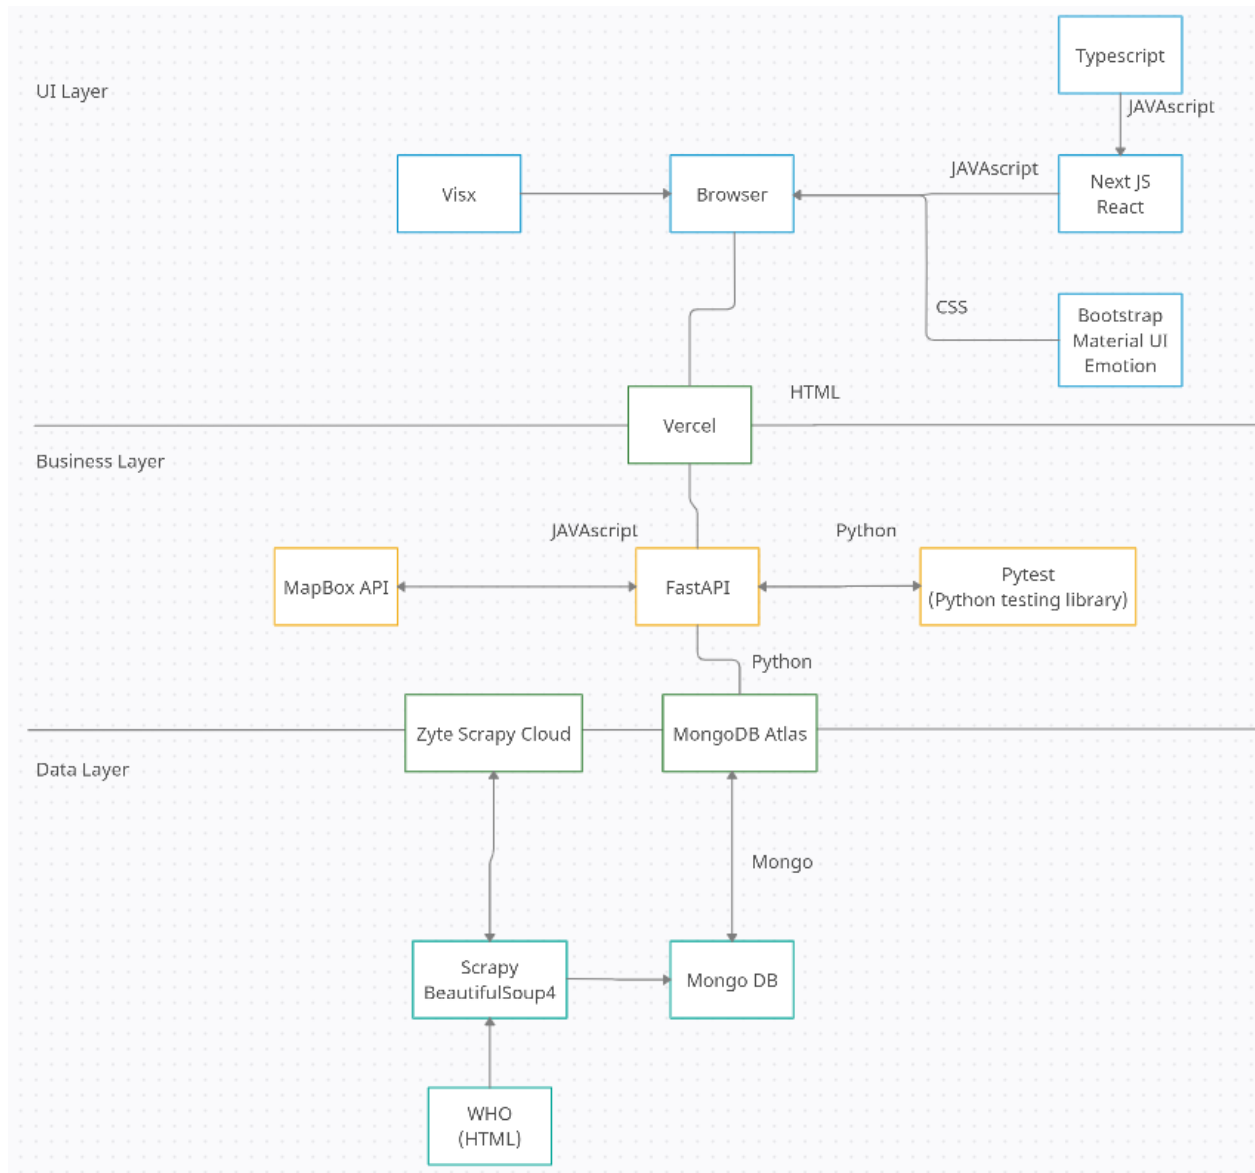 Typescript
UI Layer
JAVAscript
Visx
Browser
JAVAscript
Next JS
React
CSS
Bootstrap
Material UI
Emotion
HTML
Vercel
Business Layer
JAVAscript
Python
MapBox API
FastAPI
Pytest
(Python testing library)
Python
Zyte Scrapy Cloud
MongoDB Atlas
Data Layer
Mongo
Scrapy
BeautifulSoup4
Mongo DB
WHO
(HTML)